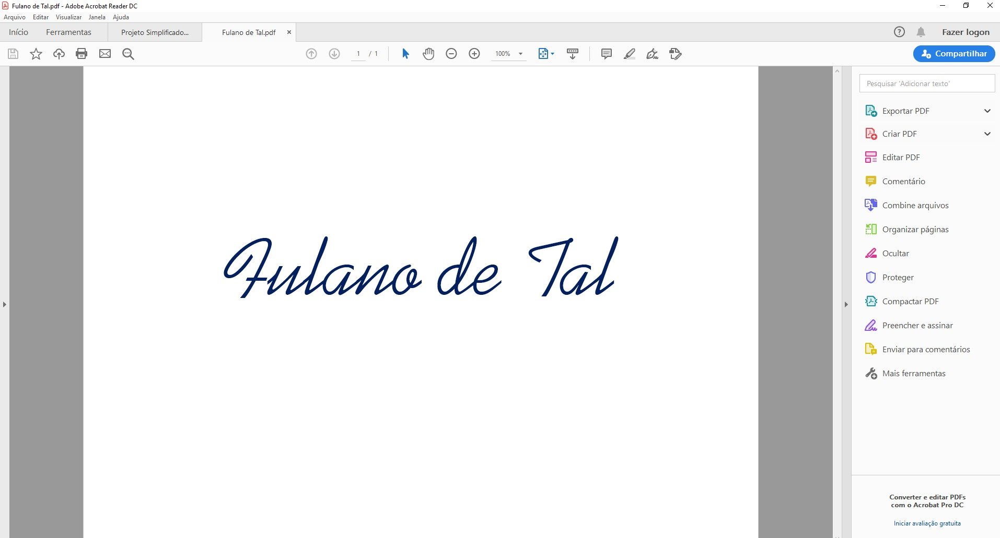 Fulano de Tal.pdf - Adobe Acrobat Reader DC
Arquivo Editar Visualizar Janela Ajuda
Início Ferramentas Projeto Simplificado... Fulano de Tal.pdf × ? Fazer logon
1 / 1 100% Compartilhar
Pesquisar 'Adicionar texto'
Exportar PDF
Criar PDF
Editar PDF
Comentário
Combine arquivos
Organizar páginas
Ocultar
Proteger
Compactar PDF
Preencher e assinar
Enviar para comentários
Mais ferramentas
Fulano de Tal
Converter e editar PDFs
com o Acrobat Pro DC
Iniciar avaliação gratuita